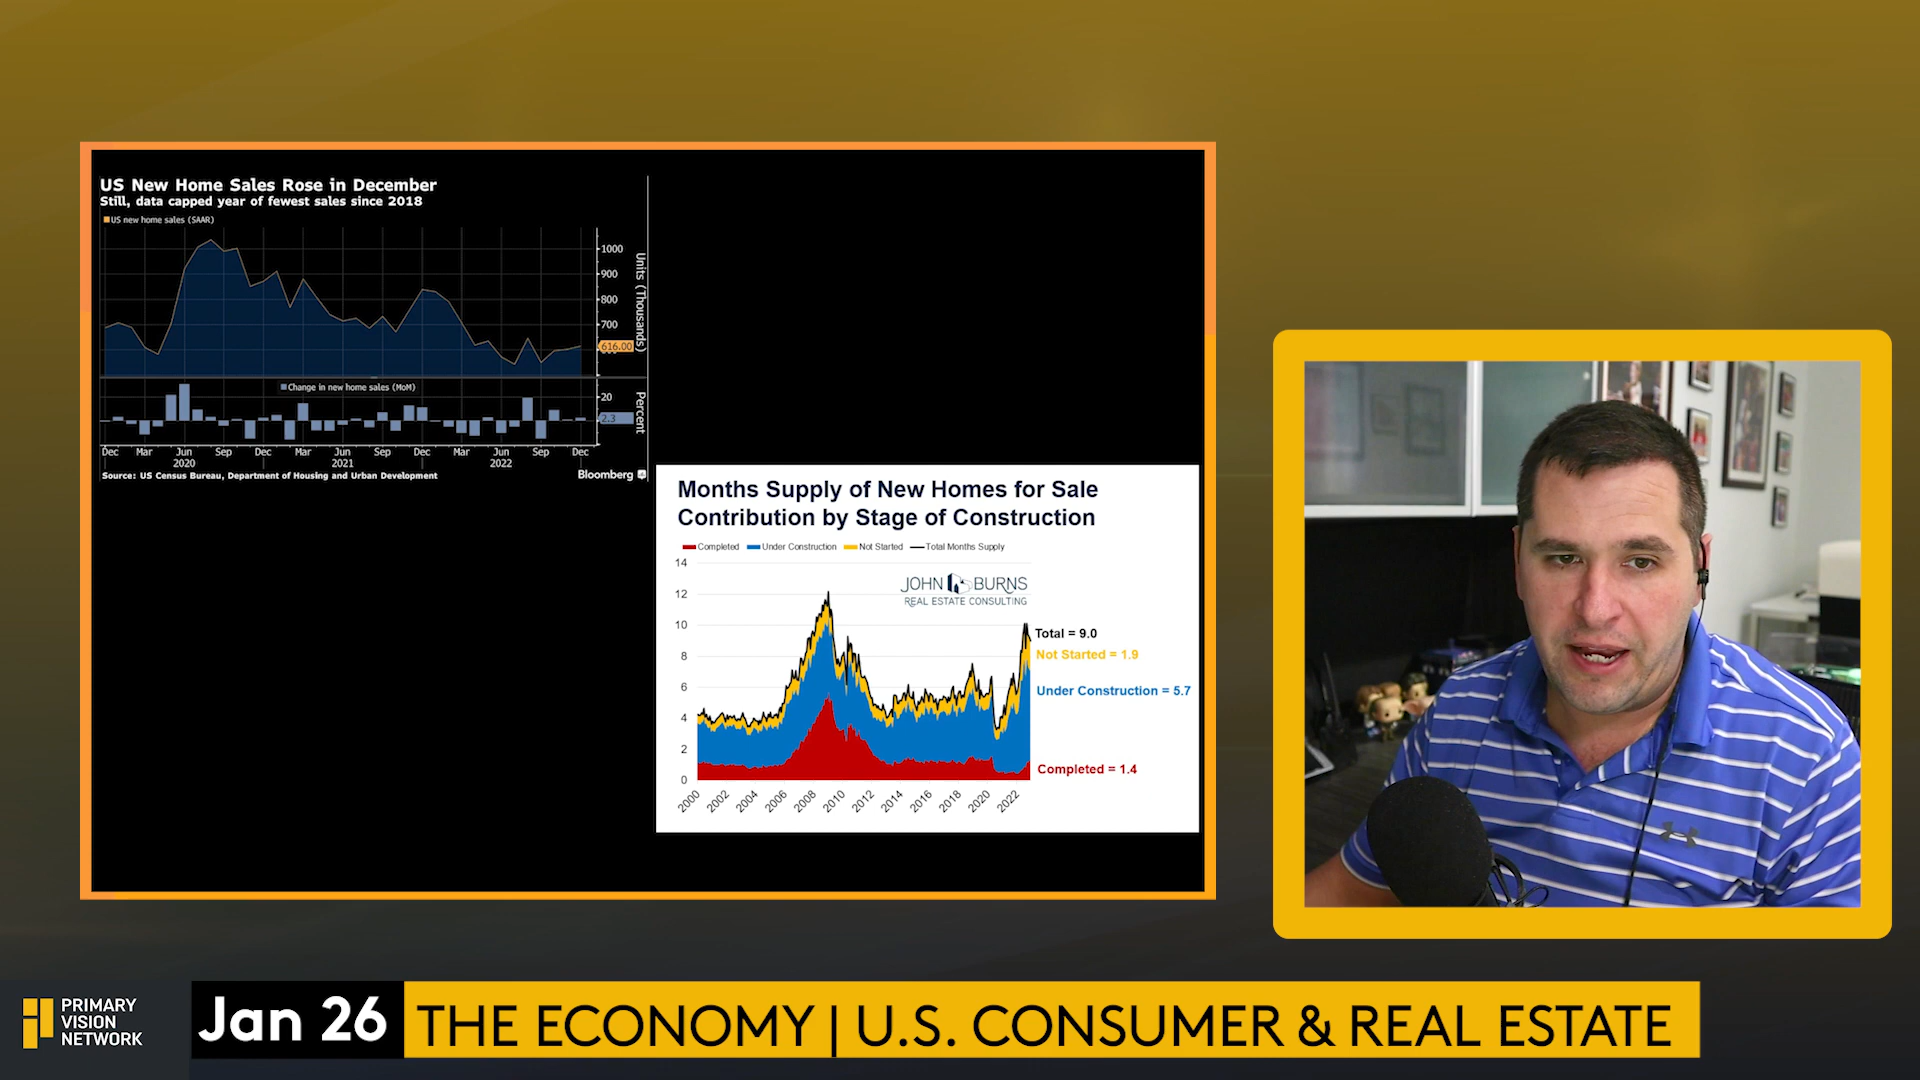 US New Home Sales Rose in December
Still, data capped year of fewest sales since 2018
US new home sales (SAAR)
1000
900
800
700
616.00
Units (Thousands)
Change in new home sales (MoM)
20
2.3
Percent
Dec Mar Jun Sep Dec Mar Jun Sep Dec Mar Jun Sep Dec
2020 2021 2022
Source: US Census Bureau, Department of Housing and Urban Development
Bloomberg
Months Supply of New Homes for Sale
Contribution by Stage of Construction
Completed Under Construction Not Started Total Months Supply
JOHN BURNS
REAL ESTATE CONSULTING
14
12
10
8
6
4
2
0
Total = 9.0
Not Started = 1.9
Under Construction = 5.7
Completed = 1.4
2000 2002 2004 2006 2008 2010 2012 2014 2016 2018 2020 2022
PRIMARY
VISION
NETWORK
Jan 26
THE ECONOMY | U.S. CONSUMER & REAL ESTATE